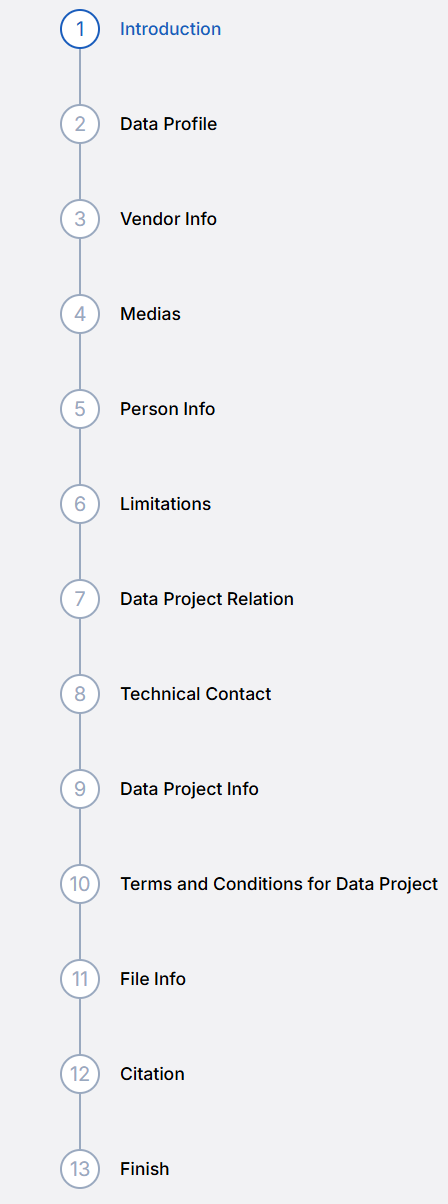 1 Introduction
2 Data Profile
3 Vendor Info
4 Medias
5 Person Info
6 Limitations
7 Data Project Relation
8 Technical Contact
9 Data Project Info
10 Terms and Conditions for Data Project
11 File Info
12 Citation
13 Finish